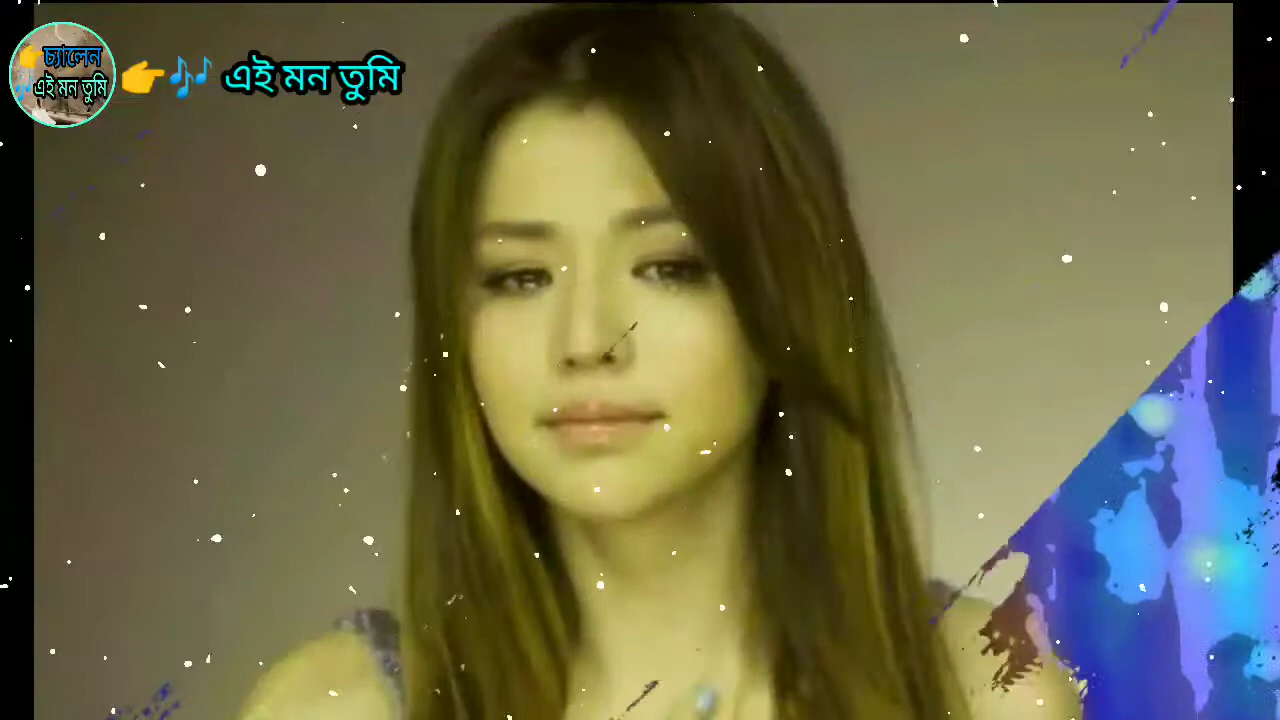 👉চ্যালেন
🎶এই মন তুমি
👉🎶 এই মন তুমি